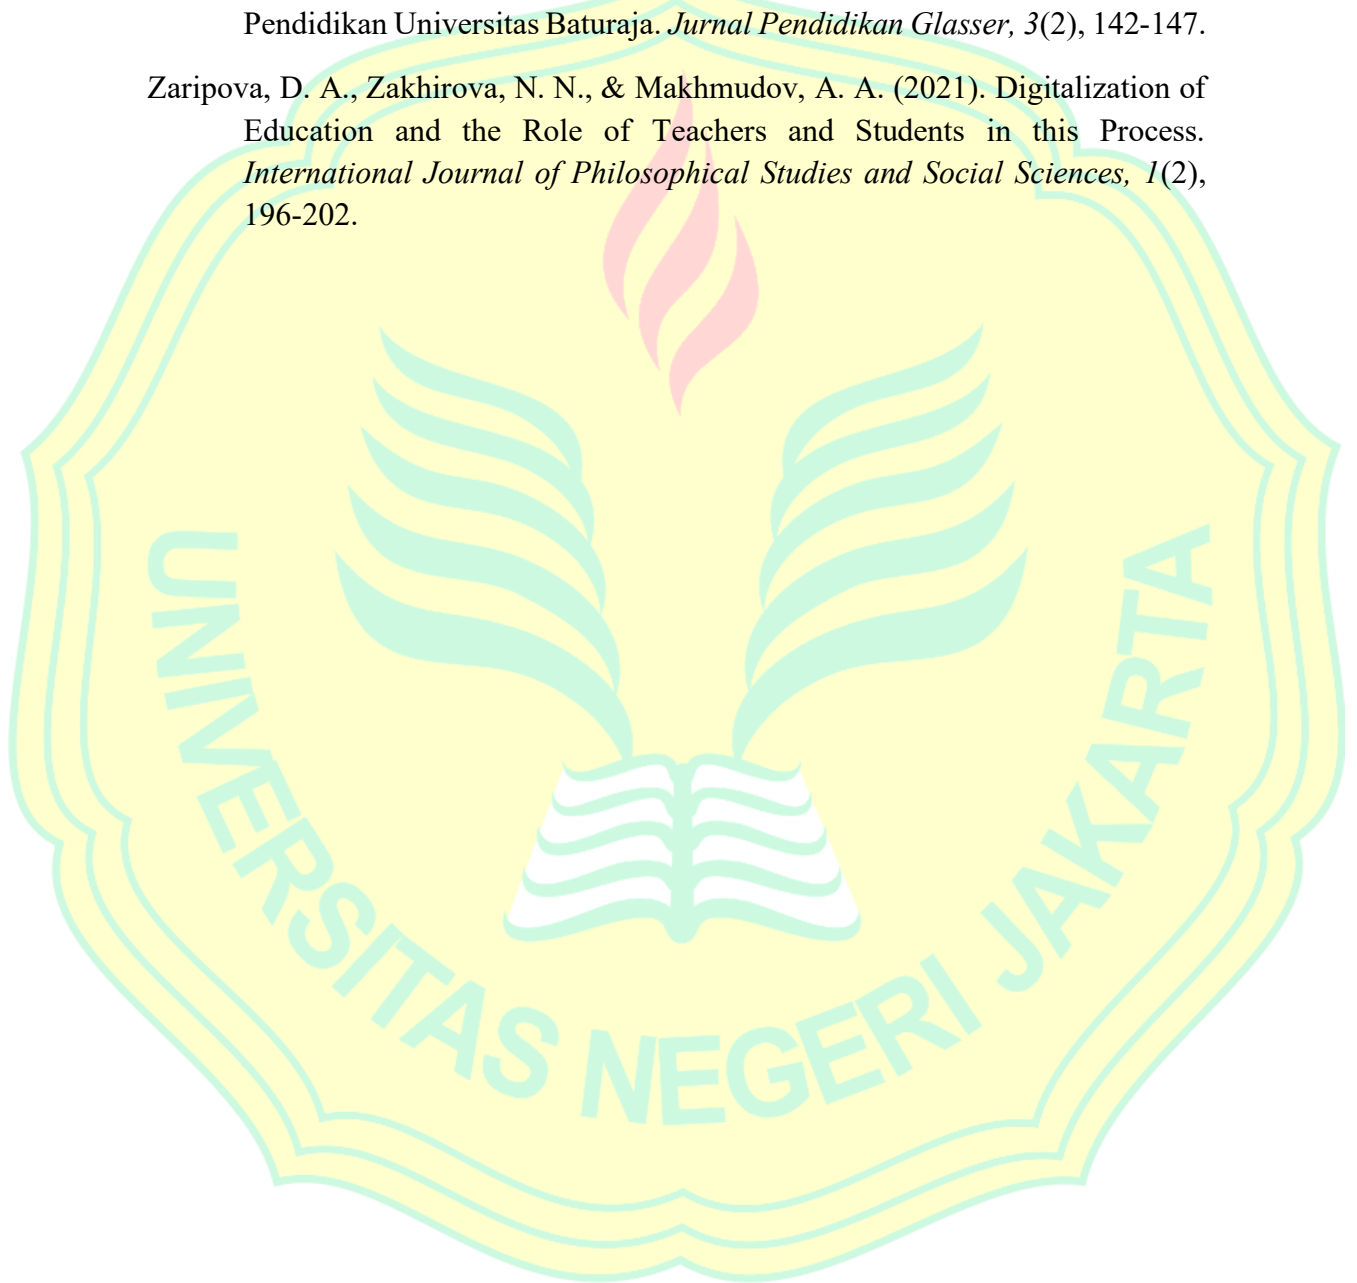 Pendidikan Universitas Baturaja. Jurnal Pendidikan Glasser, 3(2), 142-147.
Zaripova, D. A., Zakhirova, N. N., & Makhmudov, A. A. (2021). Digitalization of
Education and the Role of Teachers and Students in this Process.
International Journal of Philosophical Studies and Social Sciences, 1(2),
196-202.
UNIVERSITAS NEGERI JAKARTA